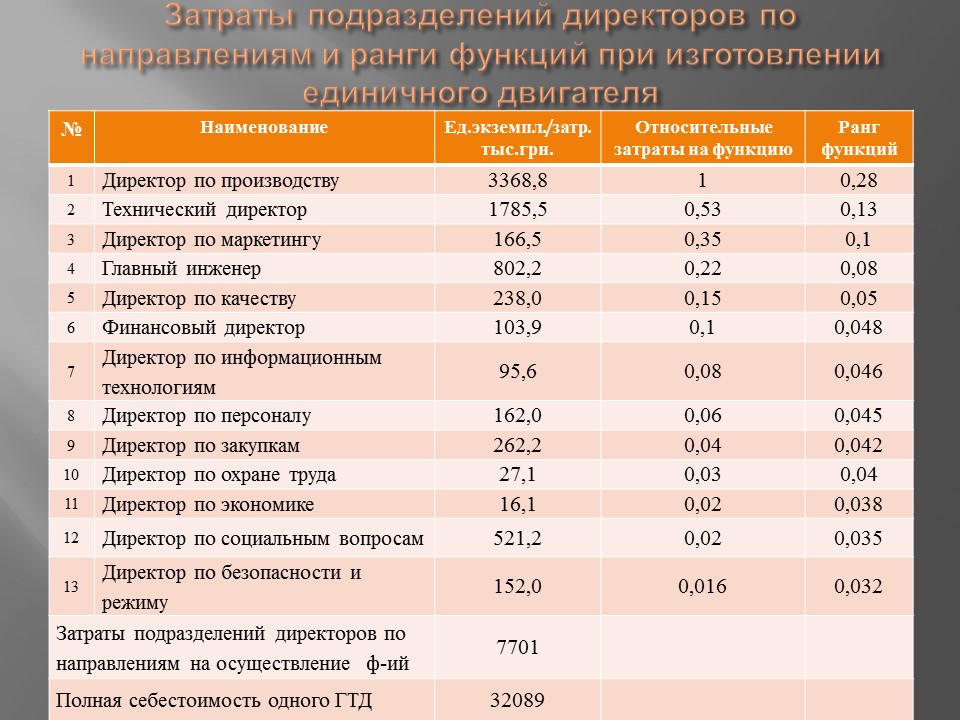 Затраты подразделений директоров по
направлениям и ранги функций при изготовлении
единичного двигателя
№ Наименование Ед.экземпл./затр. тыс.грн. Относительные затраты на функцию Ранг функций
1 Директор по производству 3368,8 1 0,28
2 Технический директор 1785,5 0,53 0,13
3 Директор по маркетингу 166,5 0,35 0,1
4 Главный инженер 802,2 0,22 0,08
5 Директор по качеству 238,0 0,15 0,05
6 Финансовый директор 103,9 0,1 0,048
7 Директор по информационным технологиям 95,6 0,08 0,046
8 Директор по персоналу 162,0 0,06 0,045
9 Директор по закупкам 262,2 0,04 0,042
10 Директор по охране труда 27,1 0,03 0,04
11 Директор по экономике 16,1 0,02 0,038
12 Директор по социальным вопросам 521,2 0,02 0,035
13 Директор по безопасности и режиму 152,0 0,016 0,032
Затраты подразделений директоров по направлениям на осуществление ф-ий 7701
Полная себестоимость одного ГТД 32089